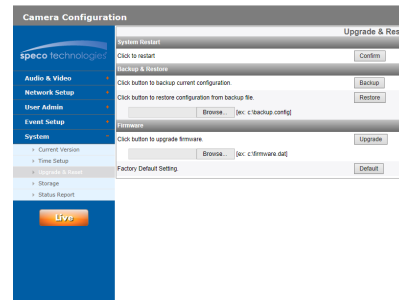 Camera Configuration
Upgrade & Res
speco technologies
Audio & Video
Network Setup
User Admin
Event Setup
System
Current Version
Time Setup
Upgrade & Reset
Storage
Status Report
Live
System Restart
Click to restart
Confirm
Backup & Restore
Click button to backup current configuration.
Backup
Click button to restore configuration from backup file.
Restore
Browse... [ex: c:\backup.config]
Firmware
Click button to upgrade firmware.
Upgrade
Browse... [ex: c:\firmware.dat]
Factory Default Setting.
Default